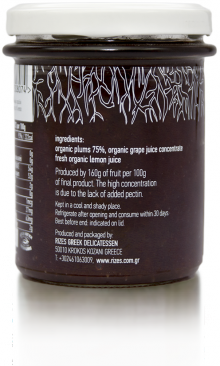 ingredients:
organic plums 75%, organic grape juice concentrate
fresh organic lemon juice
Produced by 160g of fruit per 100g
of final product. The high concentration
is due to the lack of added pectin.
Kept in a cool and shady place.
Refrigerate after opening and consume within 30 days.
Best before end: indicated on lid.
Produced and packaged by:
RIZES GREEK DELICATESSEN
50010 KROKOS KOZANI GREECE
T. +302461063009. www.rizes.com.gr